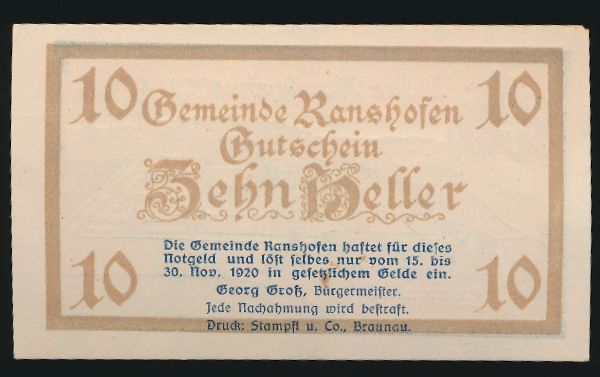 10 Gemeinde Ranshofen 10
Gutschein
Zehn Heller
Die Gemeinde Ranshofen haftet für dieses
Notgeld und löst selbes nur vom 15. bis
30. Nov. 1920 in gesetzlichem Gelde ein.
10 Georg Groß, Bürgermeister. 10
Jede Nachahmung wird bestraft.
Druck: Stampfl u. Co., Braunau.